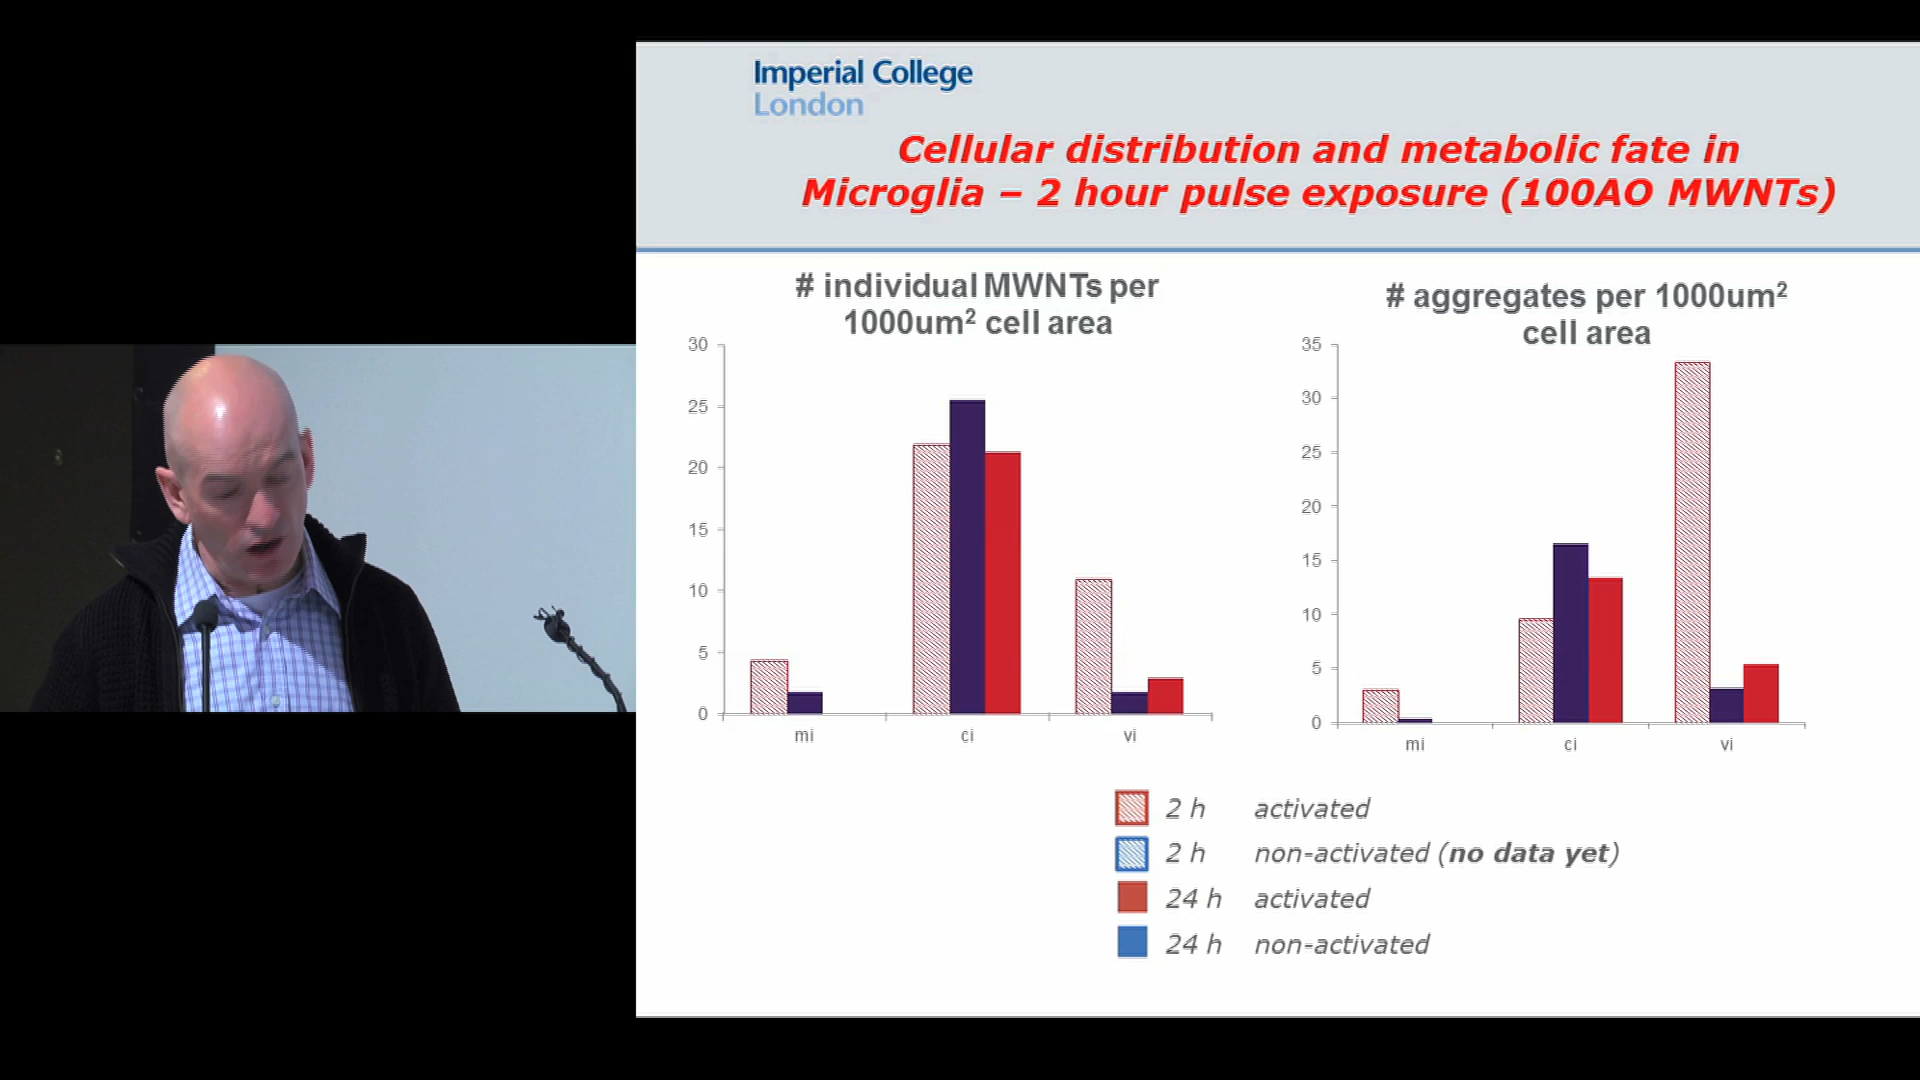 Imperial College
London
Cellular distribution and metabolic fate in
Microglia – 2 hour pulse exposure (100AO MWNTs)
# individual MWNTs per
1000um² cell area
30
25
20
15
10
5
0
mi ci vi
# aggregates per 1000um²
cell area
35
30
25
20
15
10
5
0
mi ci vi
2 h activated
2 h non-activated (no data yet)
24 h activated
24 h non-activated